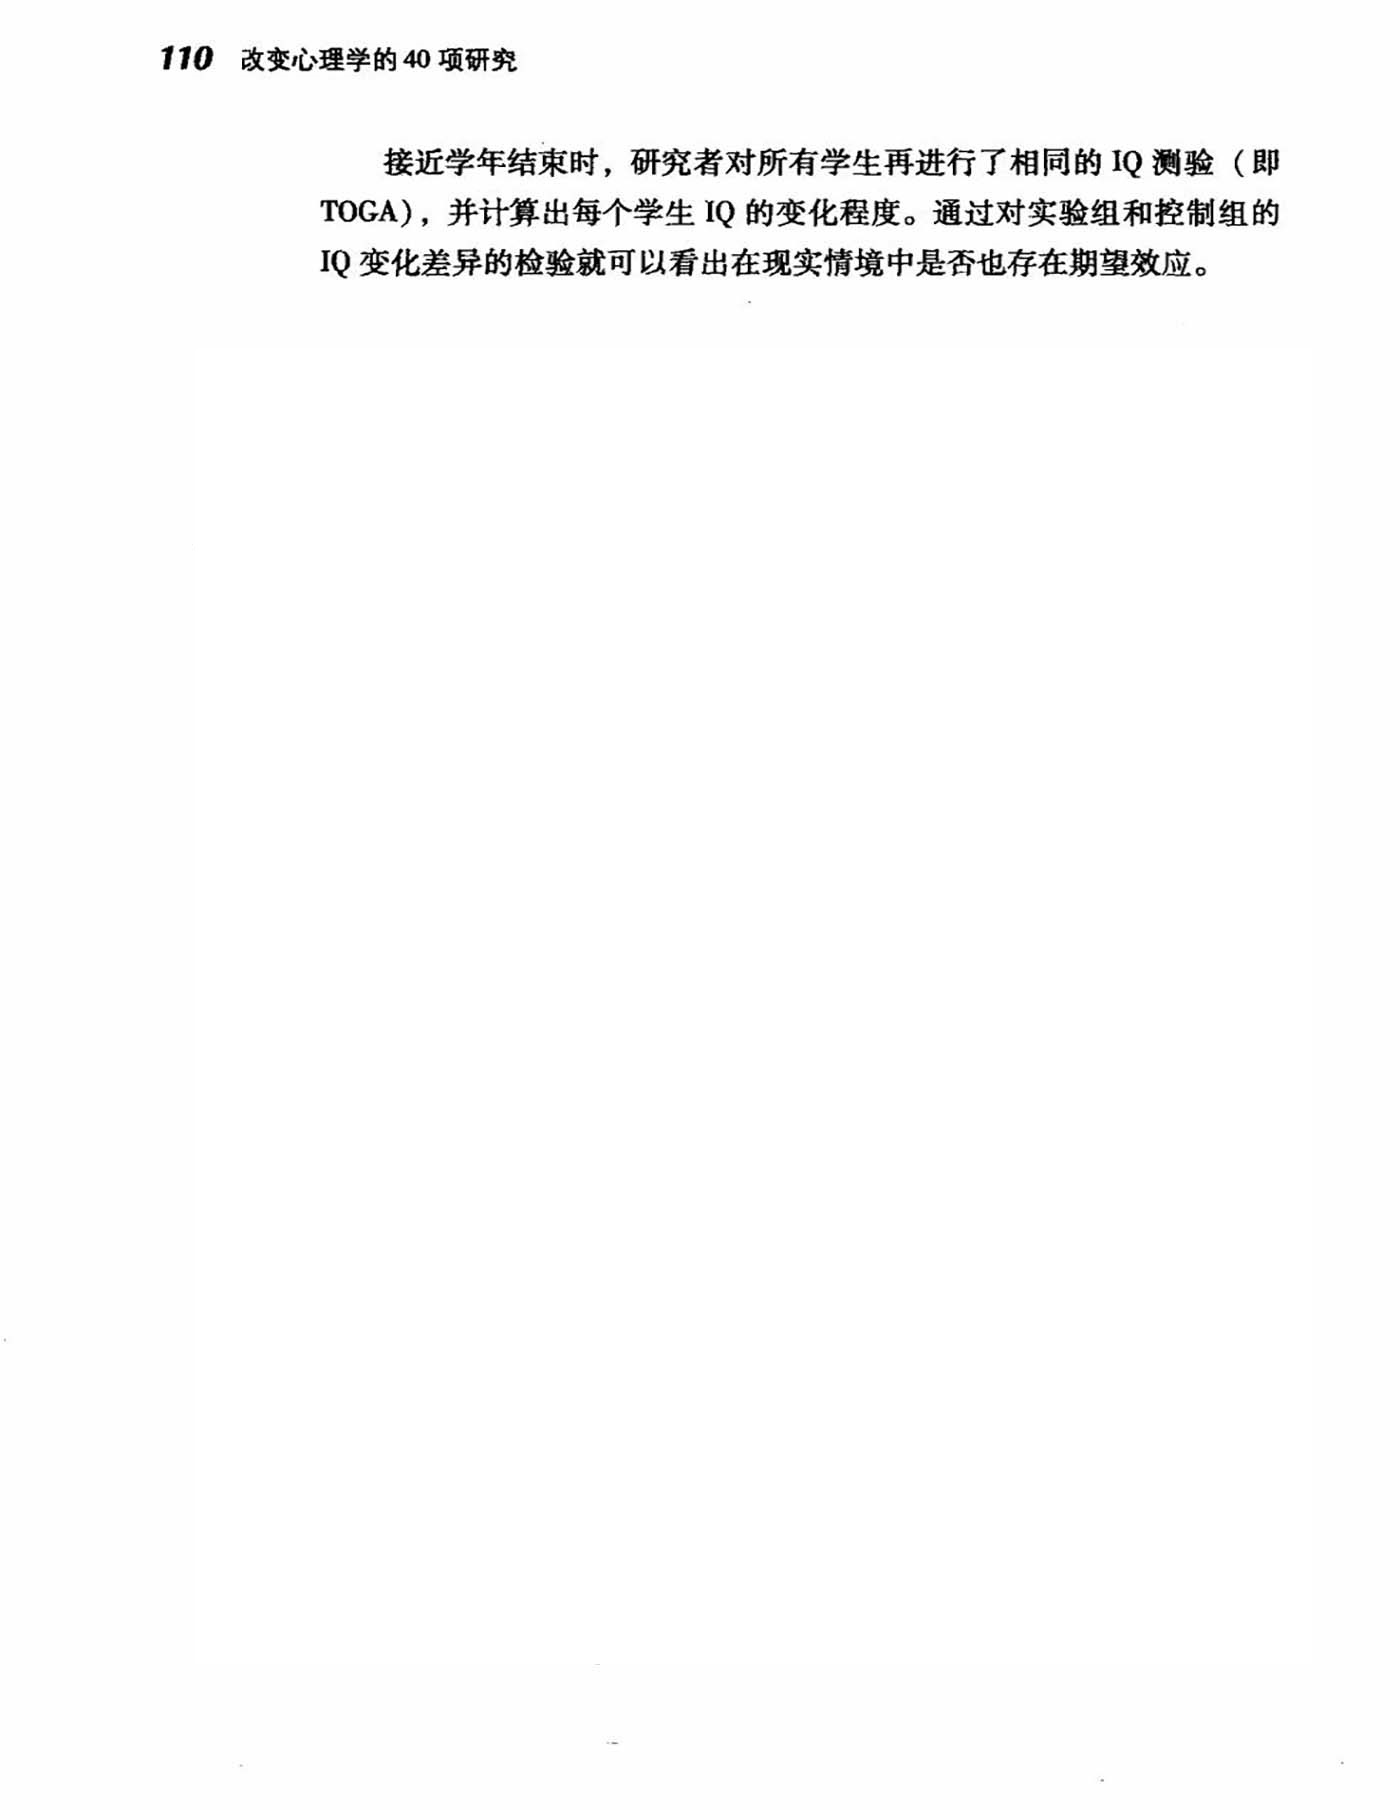 110 改变心理学的 40 项研究
接近学年结束时，研究者对所有学生再进行了相同的 IQ 测验（即
TOGA），并计算出每个学生 IQ 的变化程度。通过对实验组和控制组的
IQ 变化差异的检验就可以看出在现实情境中是否也存在期望效应。